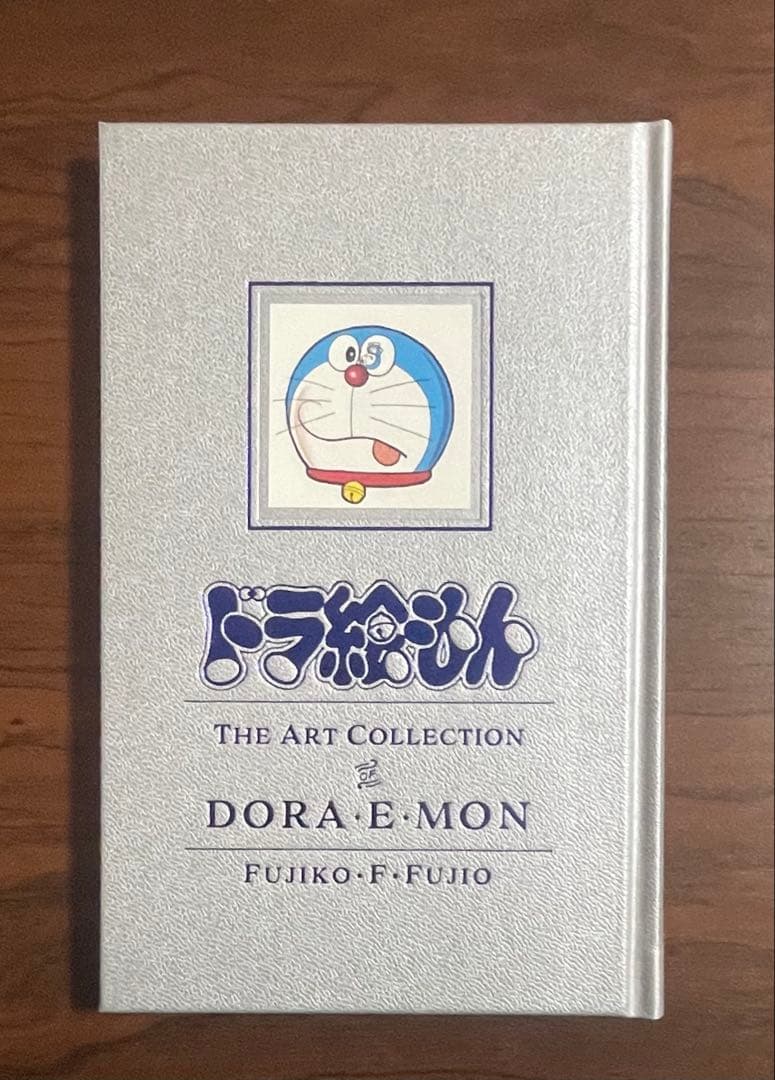 ドラ絵もん
THE ART COLLECTION
OF
DORA·E·MON
FUJIKO·F·FUJIO